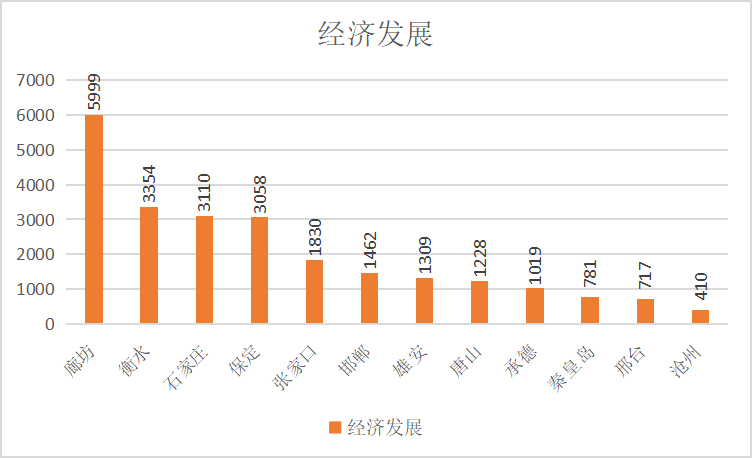 经济发展
7000
6000
5000
4000
3000
2000
1000
0
5999
3354
3110
3058
1830
1462
1309
1228
1019
781
717
410
廊坊
衡水
石家庄
保定
张家口
邯郸
雄安
唐山
承德
秦皇岛
邢台
沧州
经济发展